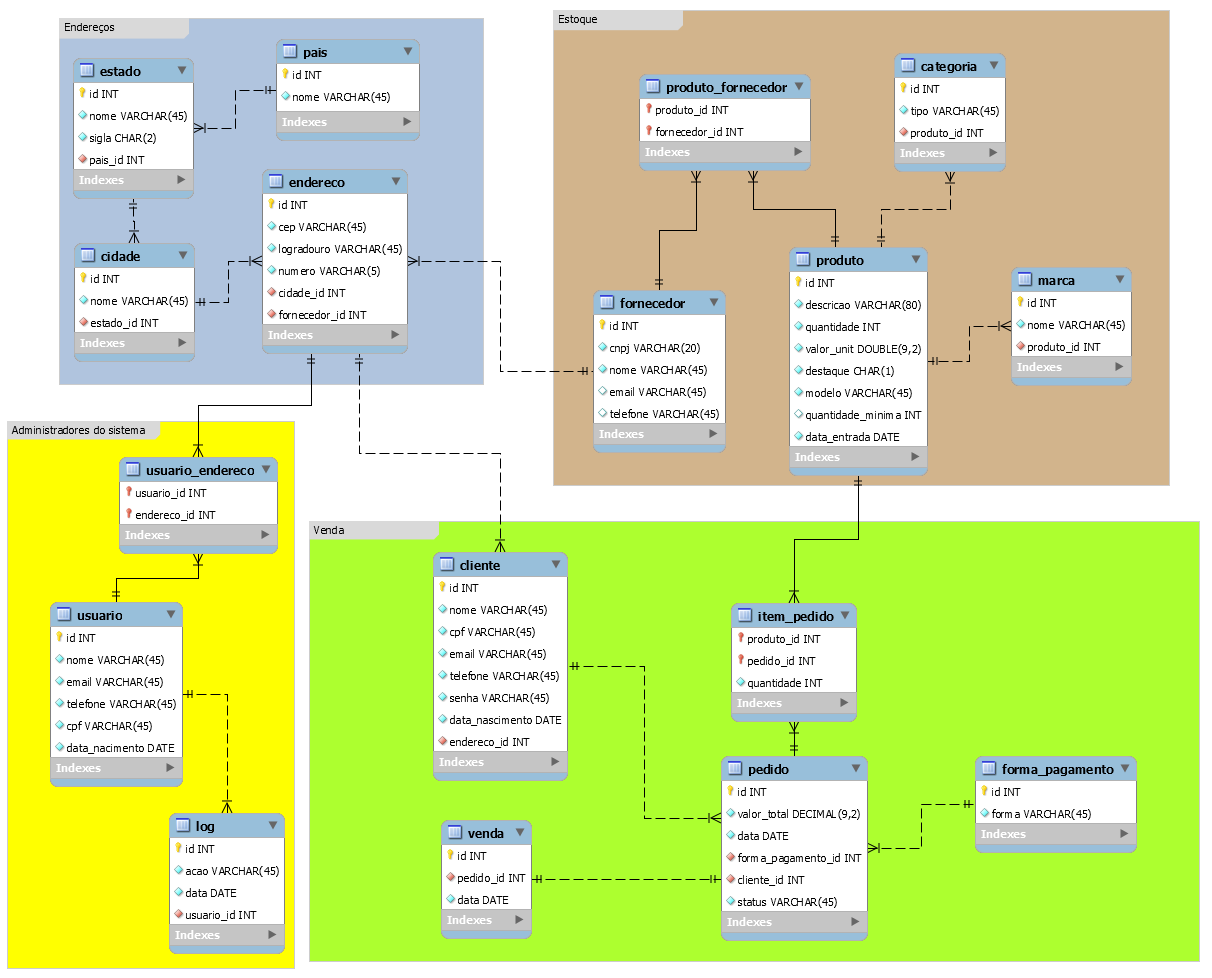 Endereços
estado
id INT
nome VARCHAR(45)
sigla CHAR(2)
pais_id INT
Indexes
pais
id INT
nome VARCHAR(45)
Indexes
cidade
id INT
nome VARCHAR(45)
estado_id INT
Indexes
endereco
id INT
cep VARCHAR(45)
logradouro VARCHAR(45)
numero VARCHAR(5)
cidade_id INT
fornecedor_id INT
Indexes
Estoque
produto_fornecedor
produto_id INT
fornecedor_id INT
Indexes
categoria
id INT
tipo VARCHAR(45)
produto_id INT
Indexes
fornecedor
id INT
cnpj VARCHAR(20)
nome VARCHAR(45)
email VARCHAR(45)
telefone VARCHAR(45)
Indexes
produto
id INT
descricao VARCHAR(80)
quantidade INT
valor_unit DOUBLE(9,2)
destaque CHAR(1)
modelo VARCHAR(45)
quantidade_minima INT
data_entrada DATE
Indexes
marca
id INT
nome VARCHAR(45)
produto_id INT
Indexes
Administradores do sistema
usuario_endereco
usuario_id INT
endereco_id INT
Indexes
usuario
id INT
nome VARCHAR(45)
email VARCHAR(45)
telefone VARCHAR(45)
cpf VARCHAR(45)
data_nacimento DATE
Indexes
log
id INT
acao VARCHAR(45)
data DATE
usuario_id INT
Indexes
Venda
cliente
id INT
nome VARCHAR(45)
cpf VARCHAR(45)
email VARCHAR(45)
telefone VARCHAR(45)
senha VARCHAR(45)
data_nascimento DATE
endereco_id INT
Indexes
item_pedido
produto_id INT
pedido_id INT
quantidade INT
Indexes
venda
id INT
pedido_id INT
data DATE
Indexes
pedido
id INT
valor_total DECIMAL(9,2)
data DATE
forma_pagamento_id INT
cliente_id INT
status VARCHAR(45)
Indexes
forma_pagamento
id INT
forma VARCHAR(45)
Indexes